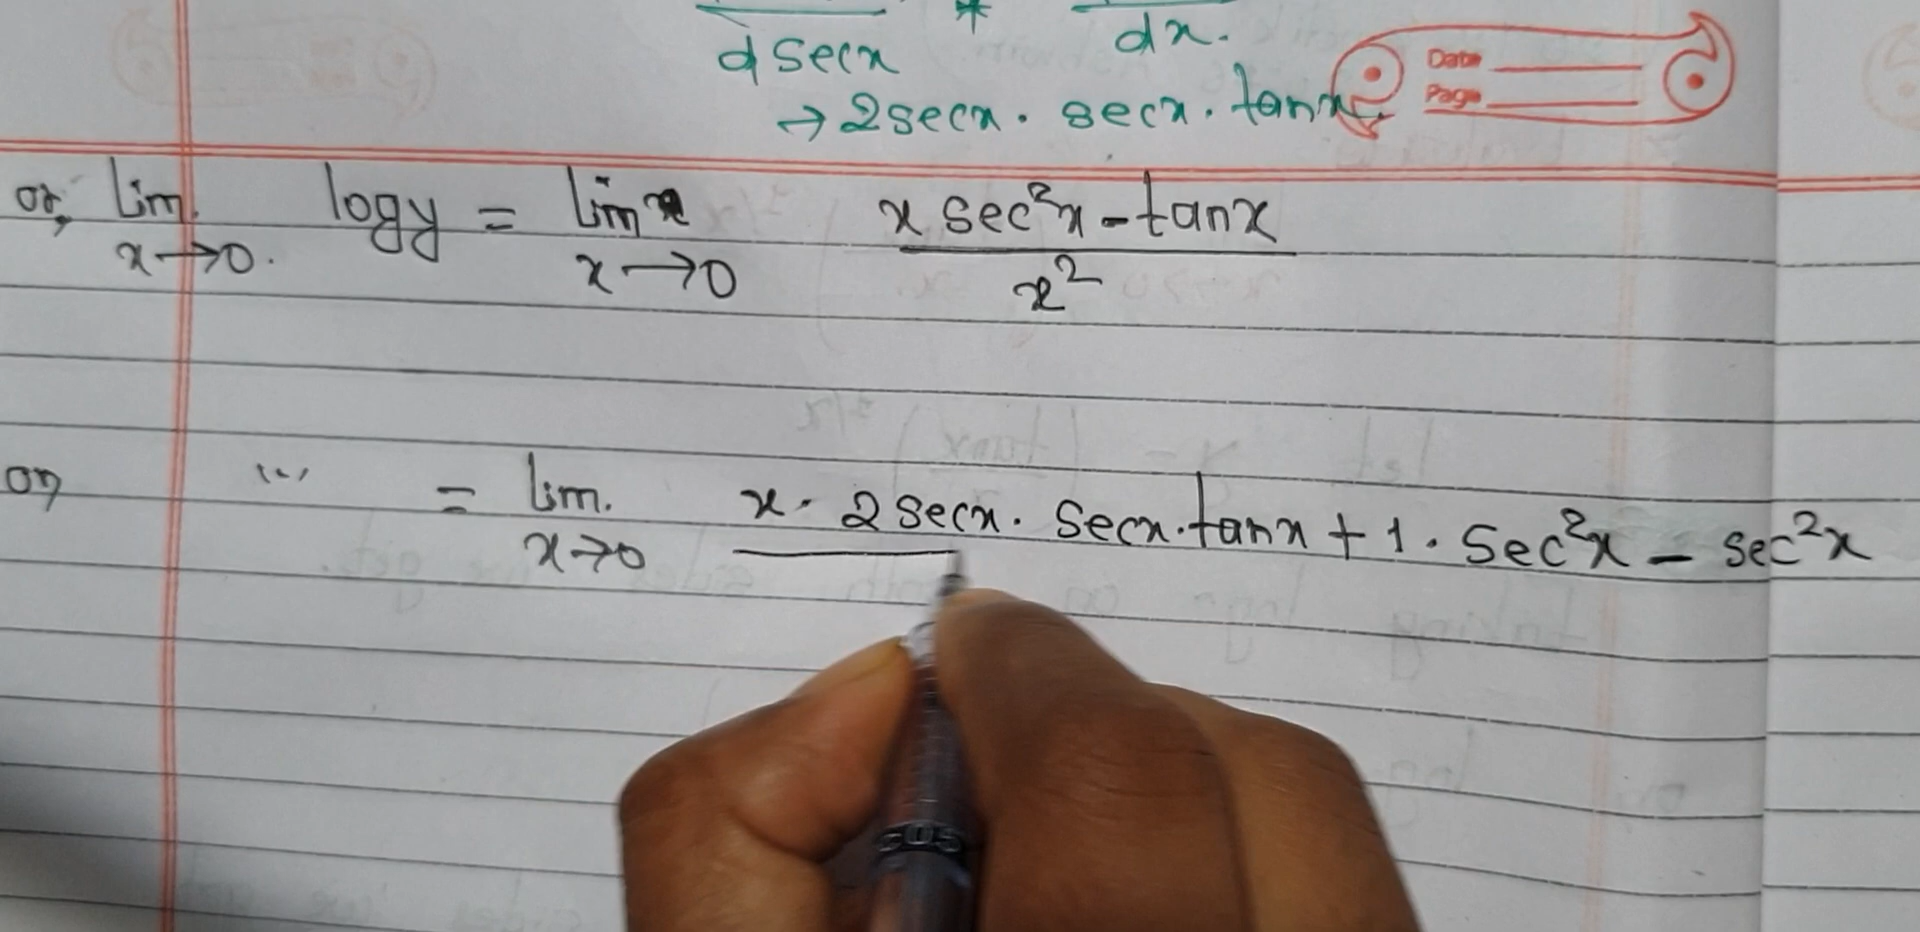 d secx * dx.
Date
Page
→ 2secx. secx. tanx.
or, lim x→0. logy = lim x→0 x sec²x - tanx / x²
or "' = lim. x→0 x. 2secx. secx. tanx + 1. sec²x - sec²x
.05